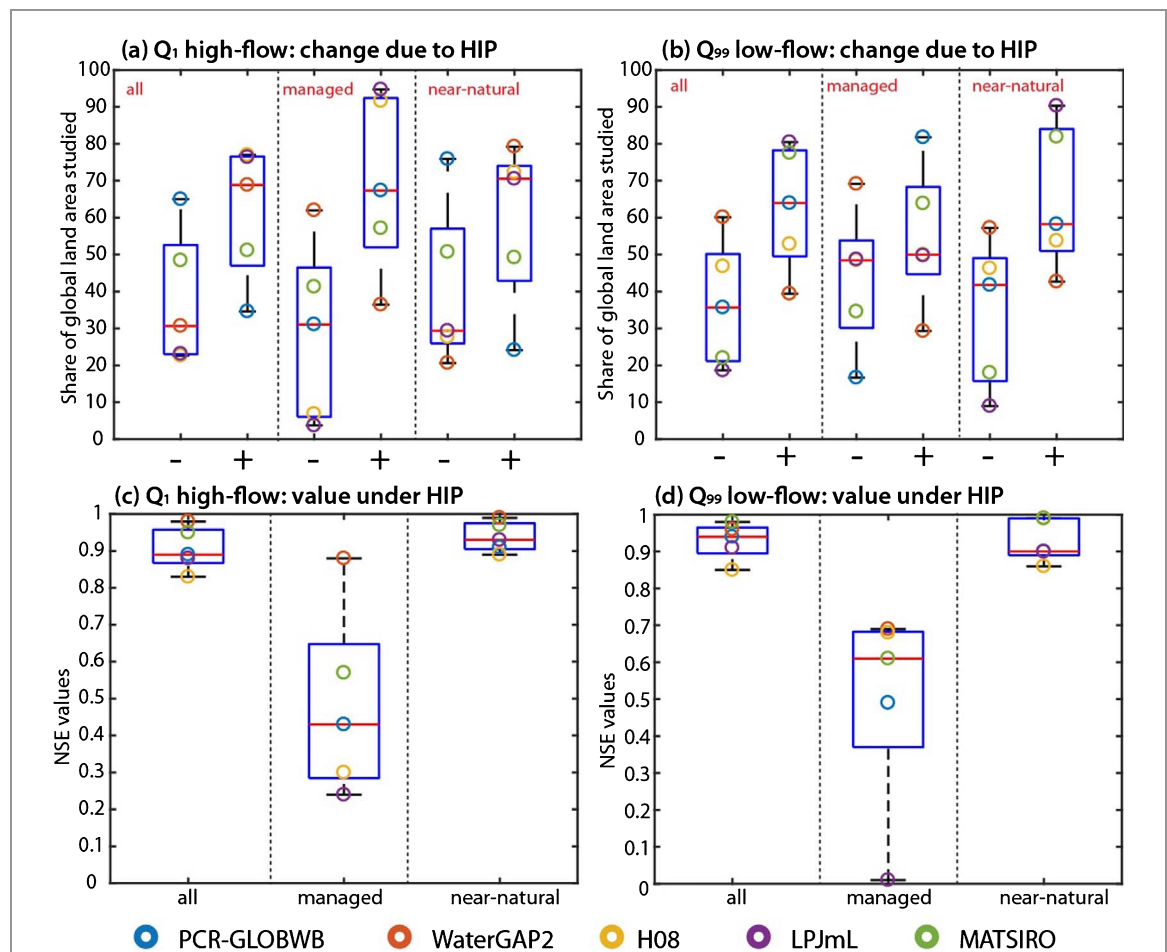 (a) Q₁ high-flow: change due to HIP
Share of global land area studied
100
90
80
70
60
50
40
30
20
10
0
all
managed
near-natural
- + - + - +
(b) Q₉₉ low-flow: change due to HIP
Share of global land area studied
100
90
80
70
60
50
40
30
20
10
0
all
managed
near-natural
- + - + - +
(c) Q₁ high-flow: value under HIP
NSE values
1
0.9
0.8
0.7
0.6
0.5
0.4
0.3
0.2
0.1
0
all managed near-natural
(d) Q₉₉ low-flow: value under HIP
NSE values
1
0.9
0.8
0.7
0.6
0.5
0.4
0.3
0.2
0.1
0
all managed near-natural
PCR-GLOBWB WaterGAP2 H08 LPJmL MATSIRO